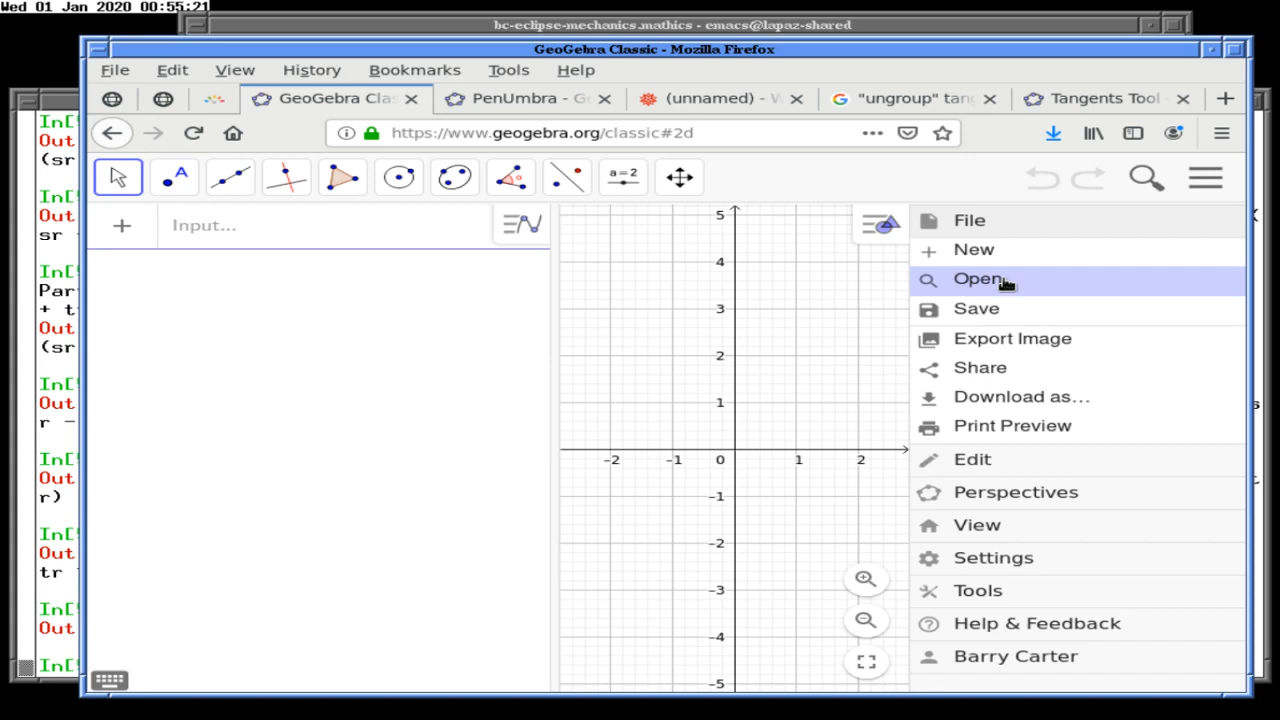 Wed 01 Jan 2020 00:55:21
bc-eclipse-mechanics.mathics - emacs@lapaz-shared
GeoGebra Classic - Mozilla Firefox
File Edit View History Bookmarks Tools Help
GeoGebra Clas PenUmbra - Ge (unnamed) - W "ungroup" tang Tangents Tool
https://www.geogebra.org/classic#2d
A a=2
Input...
File
New
Open
Save
Export Image
Share
Download as...
Print Preview
Edit
Perspectives
View
Settings
Tools
Help & Feedback
Barry Carter
5
4
3
2
1
-2 -1 0 1 2
-1
-2
-3
-4
-5
In[
Out
(sr
In[
Out
sr
In[
Par
+ t
Out
(sr
In[
Out
r -
In[
Out
r)
In[
Out
tr
In[
Out
In[